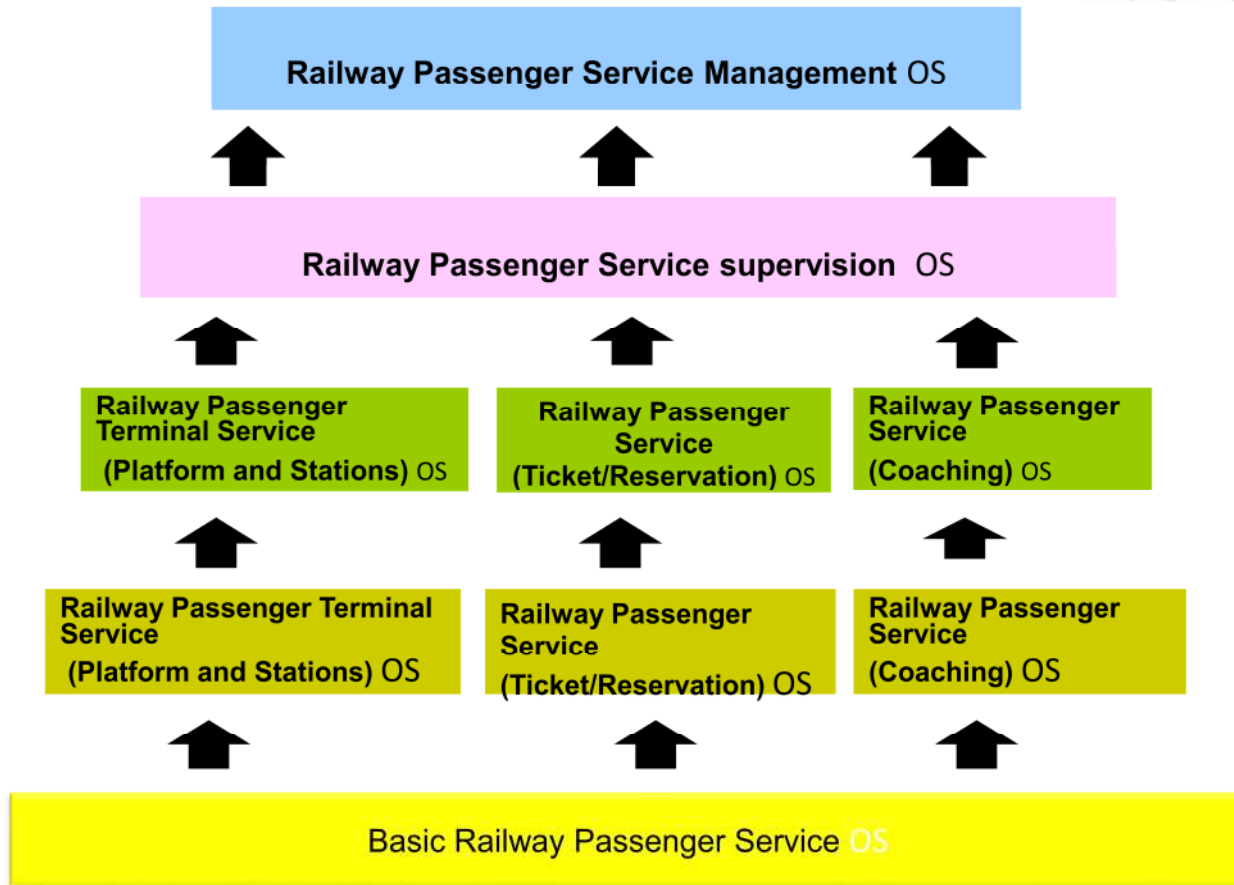 Railway Passenger Service Management OS
Railway Passenger Service supervision OS
Railway Passenger
Terminal Service
(Platform and Stations) OS
Railway Passenger
Service
(Ticket/Reservation) OS
Railway Passenger
Service
(Coaching) OS
Railway Passenger Terminal
Service
(Platform and Stations) OS
Railway Passenger
Service
(Ticket/Reservation) OS
Railway Passenger
Service
(Coaching) OS
Basic Railway Passenger Service OS